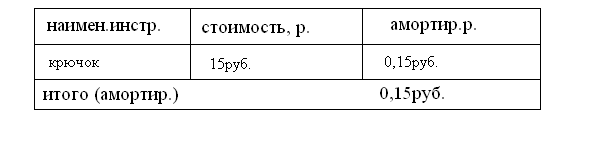 наимен.инстр. стоимость, р. амортир.р.
крючок 15руб. 0,15руб.
итого (амортир.) 0,15руб.